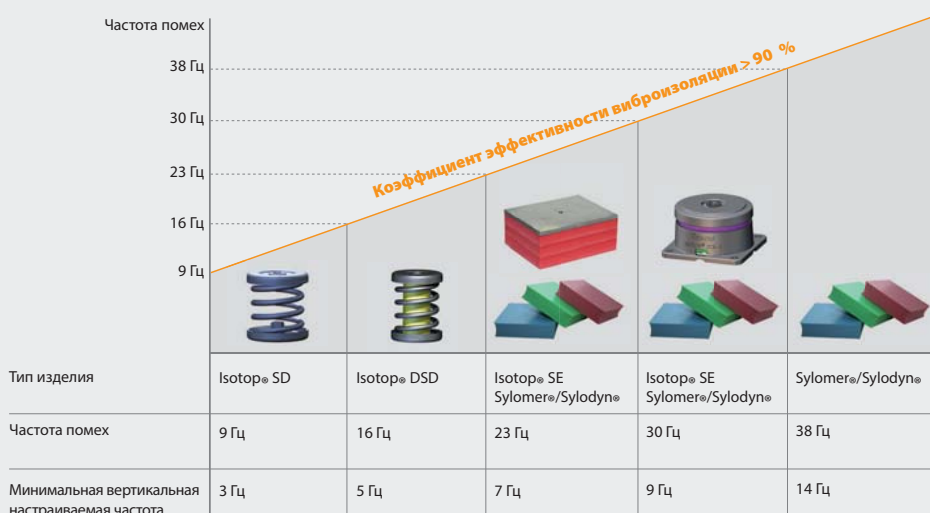 Частота помех
38 Гц
30 Гц
23 Гц
16 Гц
9 Гц
Коэффициент эффективности виброизоляции > 90 %
Тип изделия
Isotop® SD
Isotop® DSD
Isotop® SE
Sylomer®/Sylodyn®
Isotop® SE
Sylomer®/Sylodyn®
Sylomer®/Sylodyn®
Частота помех
9 Гц
16 Гц
23 Гц
30 Гц
38 Гц
Минимальная вертикальная
настраиваемая частота
3 Гц
5 Гц
7 Гц
9 Гц
14 Гц